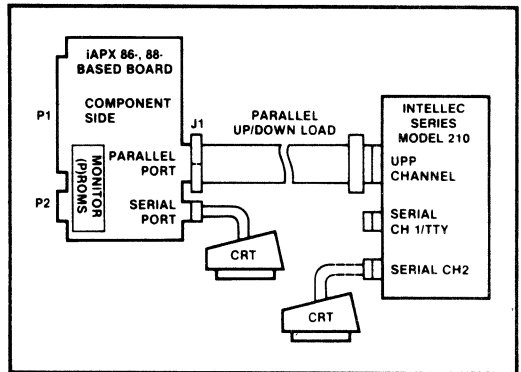 iAPX 86-, 88-
BASED BOARD
COMPONENT
SIDE
P1
P2
MONITOR
(P)ROMS
J1
PARALLEL
PORT
SERIAL
PORT
CRT
PARALLEL
UP/DOWN LOAD
INTELLEC
SERIES
MODEL 210
UPP
CHANNEL
SERIAL
CH 1/TTY
SERIAL CH2
CRT